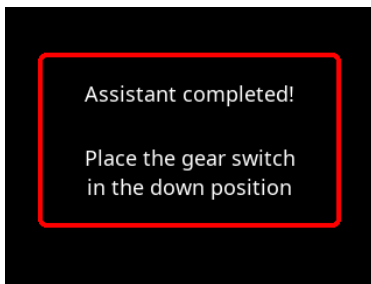 Assistant completed!
Place the gear switch
in the down position